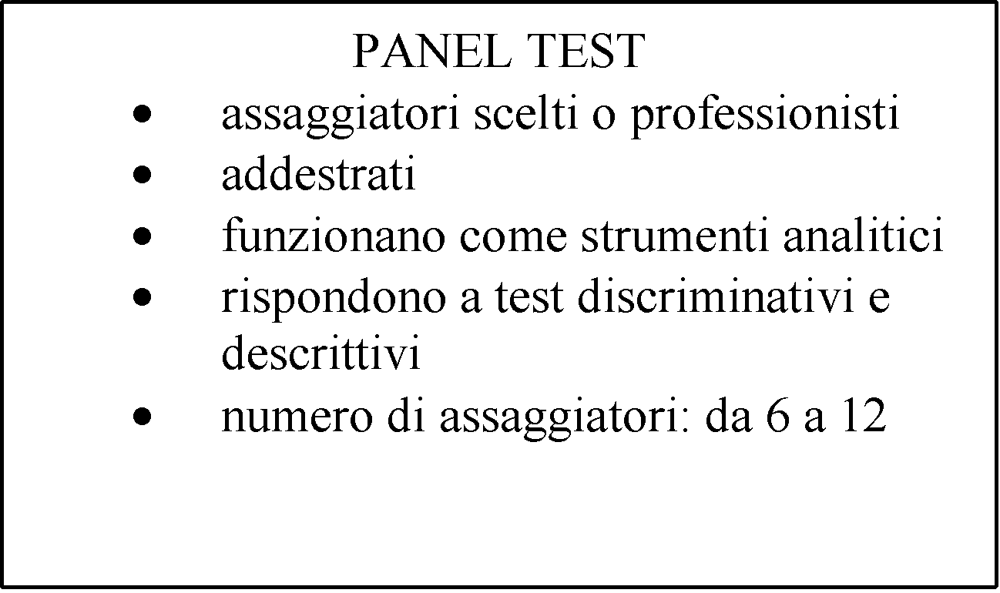 PANEL TEST
• assaggiatori scelti o professionisti
• addestrati
• funzionano come strumenti analitici
• rispondono a test discriminativi e
descrittivi
• numero di assaggiatori: da 6 a 12